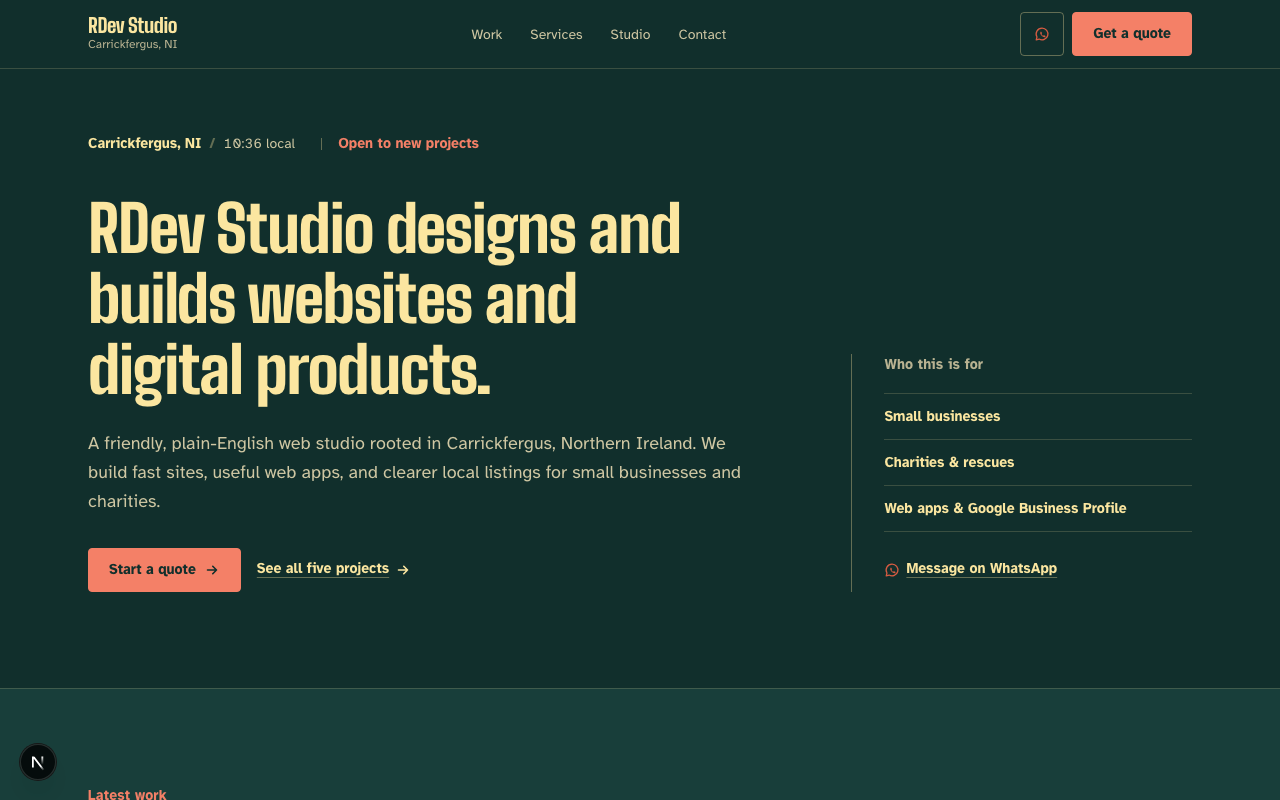 RDev Studio
Carrickfergus, NI
Work
Services
Studio
Contact
Get a quote
Carrickfergus, NI / 10:36 local | Open to new projects
RDev Studio designs and
builds websites and
digital products.
A friendly, plain-English web studio rooted in Carrickfergus, Northern Ireland. We
build fast sites, useful web apps, and clearer local listings for small businesses and
charities.
Start a quote →
See all five projects →
Who this is for
Small businesses
Charities & rescues
Web apps & Google Business Profile
Message on WhatsApp
N
Latest work